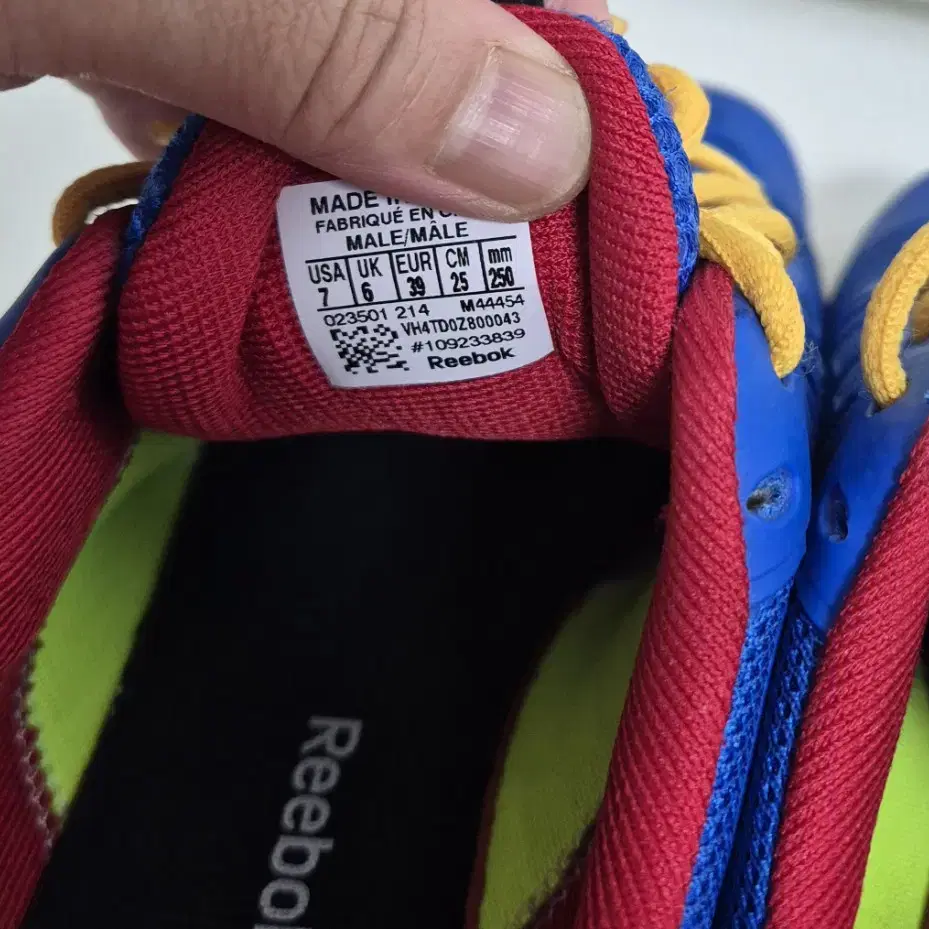 MADE
FABRIQUÉ EN
MALE/MÂLE
USA UK EUR CM mm
7 6 39 25 250
023501 214 M44454
VH4TD0Z800043
#109233839
Reebok
Reebok